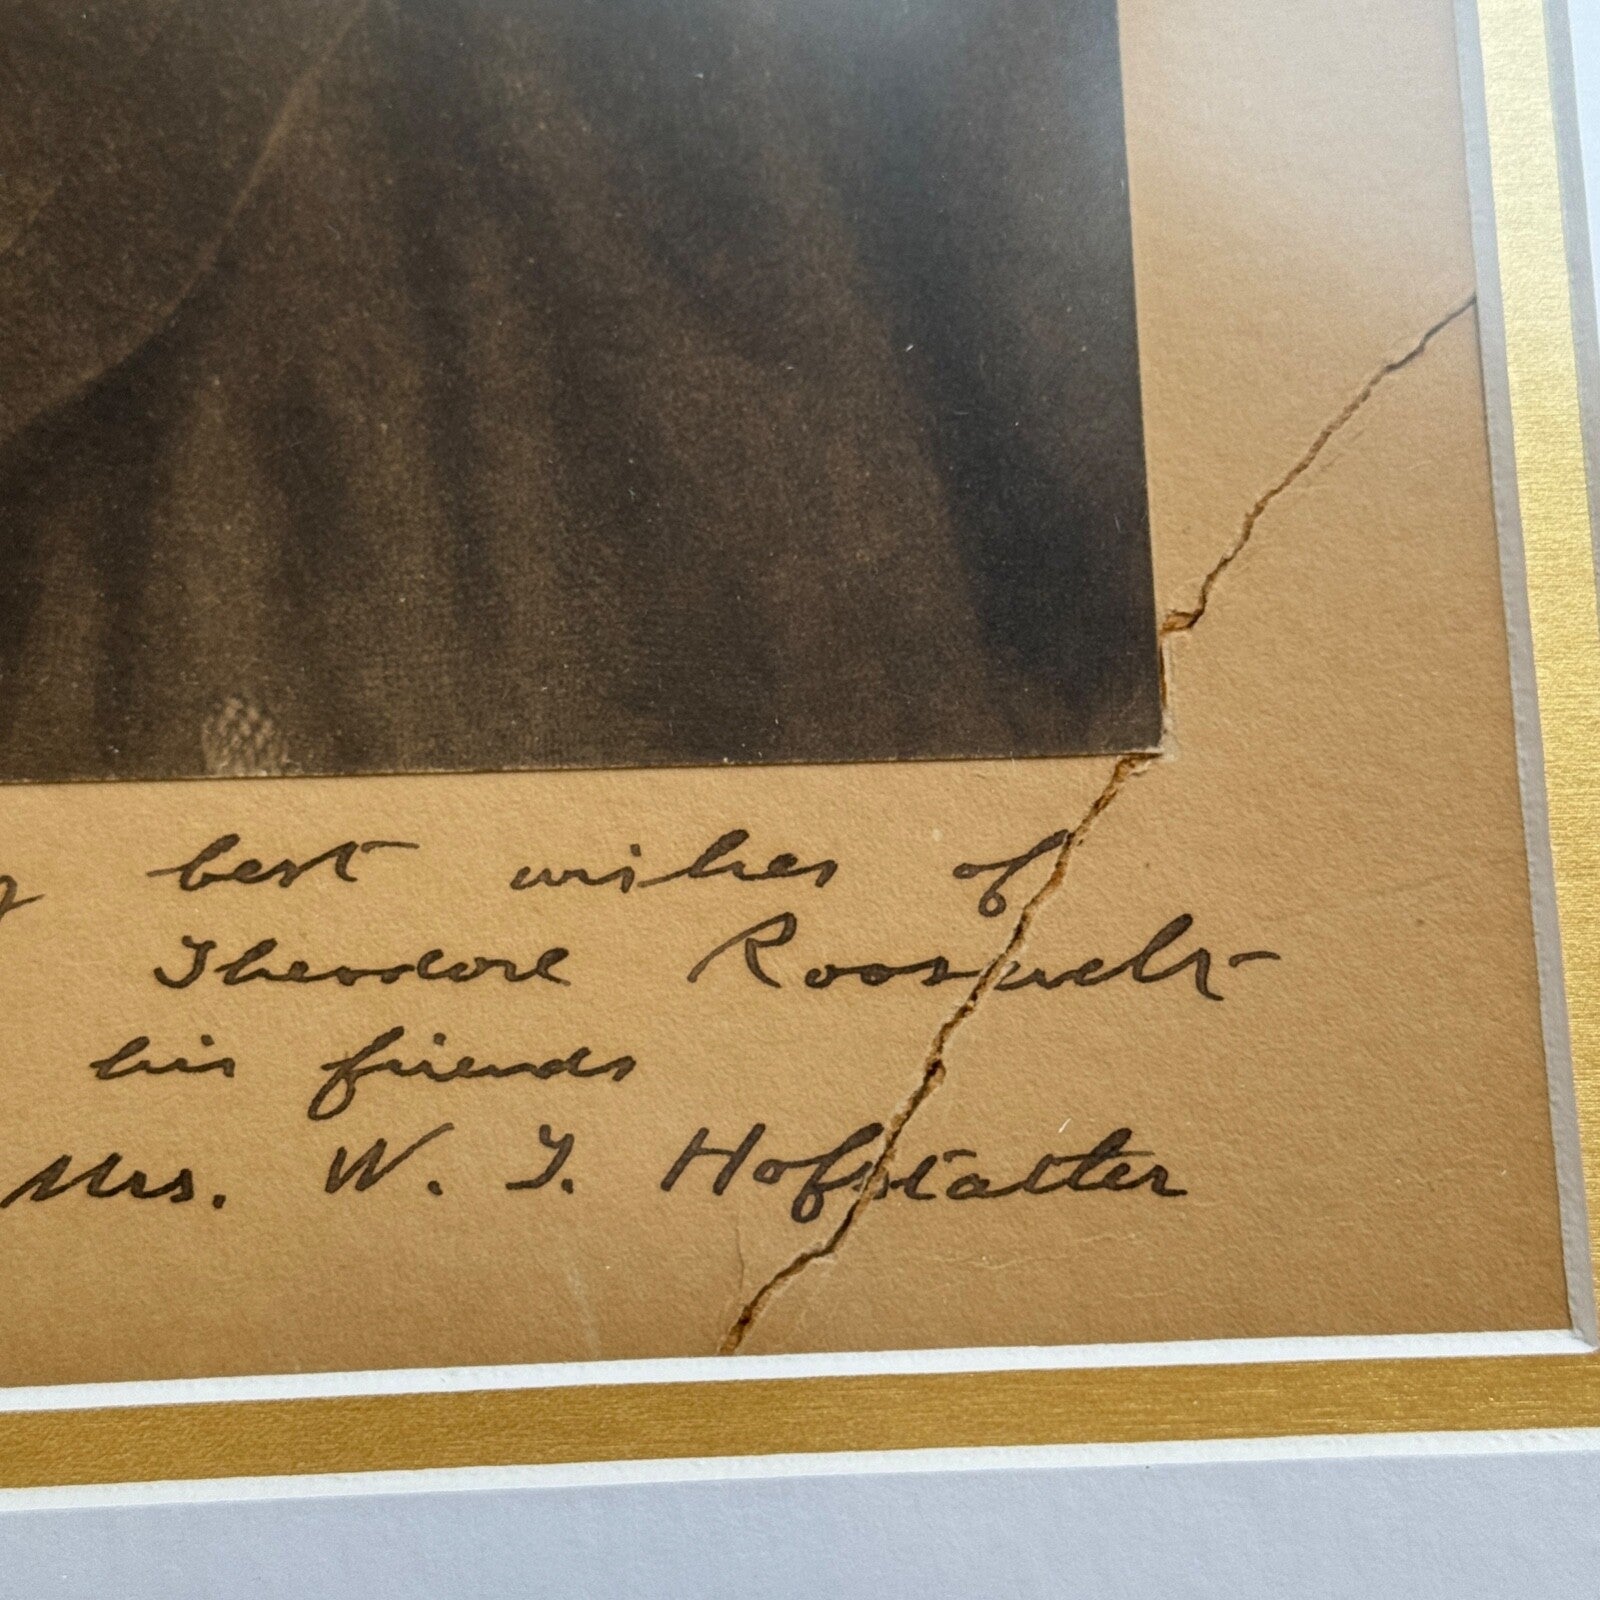 best wishes of
Theodore Roosevelt
his friends
Mrs. W. J. Hofstatter